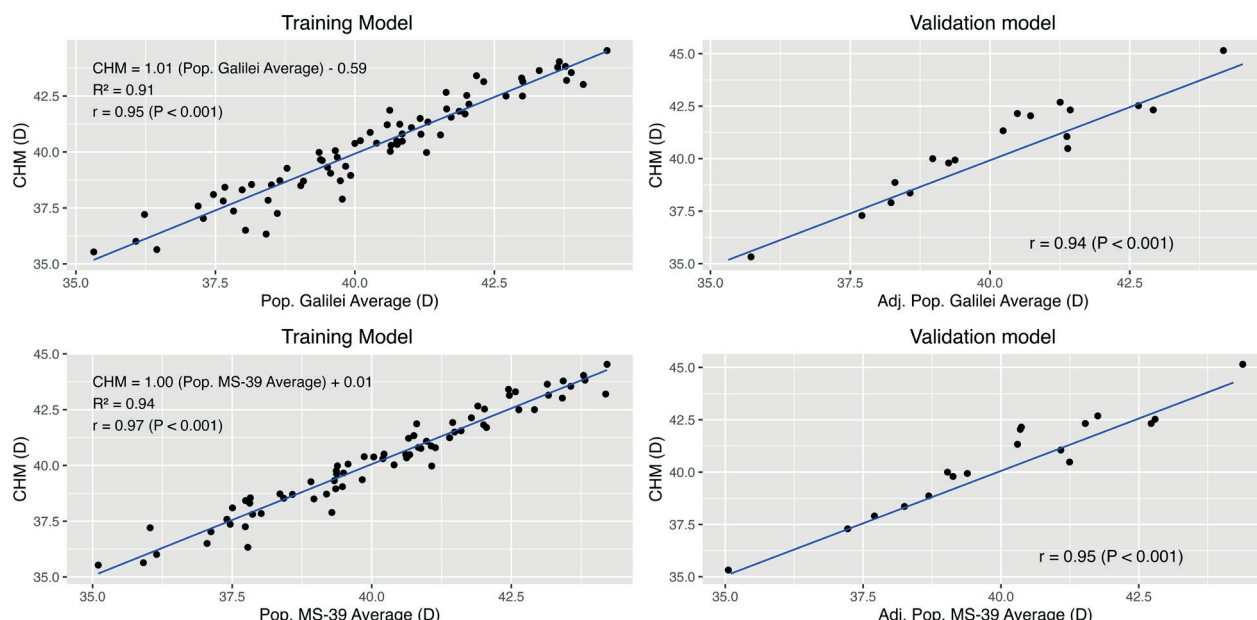 Training Model
CHM = 1.01 (Pop. Galilei Average) - 0.59
R² = 0.91
r = 0.95 (P < 0.001)
CHM (D)
42.5
40.0
37.5
35.0
35.0 37.5 40.0 42.5
Pop. Galilei Average (D)
Validation model
r = 0.94 (P < 0.001)
CHM (D)
45.0
42.5
40.0
37.5
35.0
35.0 37.5 40.0 42.5
Adj. Pop. Galilei Average (D)
Training Model
CHM = 1.00 (Pop. MS-39 Average) + 0.01
R² = 0.94
r = 0.97 (P < 0.001)
CHM (D)
45.0
42.5
40.0
37.5
35.0
35.0 37.5 40.0 42.5
Pop. MS-39 Average (D)
Validation model
r = 0.95 (P < 0.001)
CHM (D)
45.0
42.5
40.0
37.5
35.0
35.0 37.5 40.0 42.5
Adj. Pop. MS-39 Average (D)